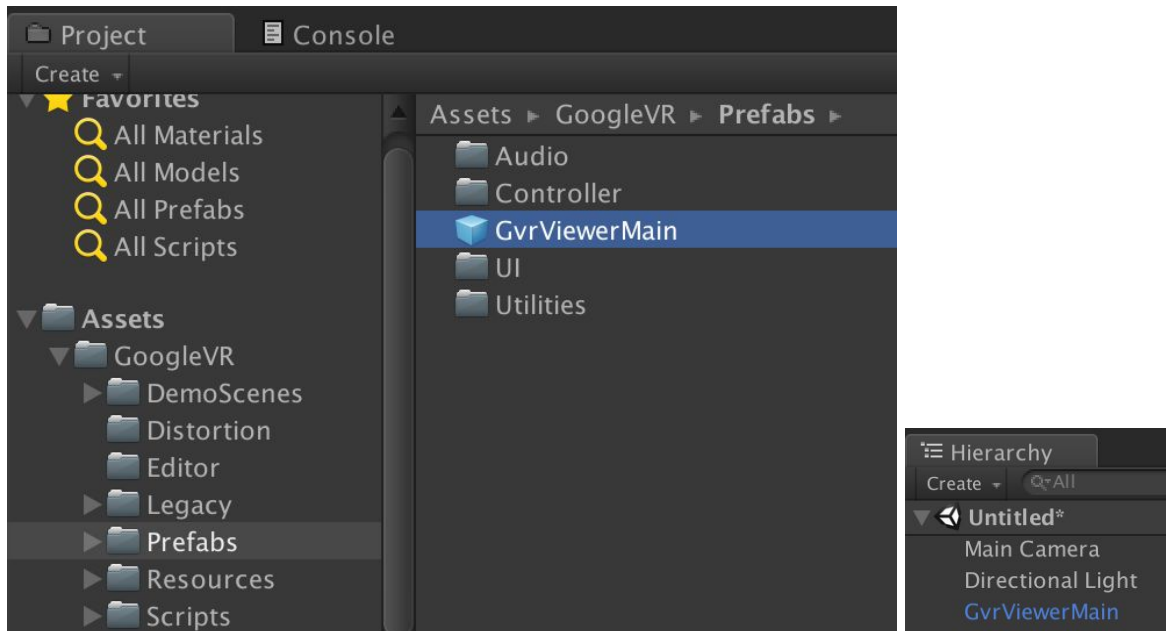 Project
Console
Create
Favorites
All Materials
All Models
All Prefabs
All Scripts
Assets
GoogleVR
DemoScenes
Distortion
Editor
Legacy
Prefabs
Resources
Scripts
Assets GoogleVR Prefabs
Audio
Controller
GvrViewerMain
UI
Utilities
Hierarchy
Create All
Untitled*
Main Camera
Directional Light
GvrViewerMain